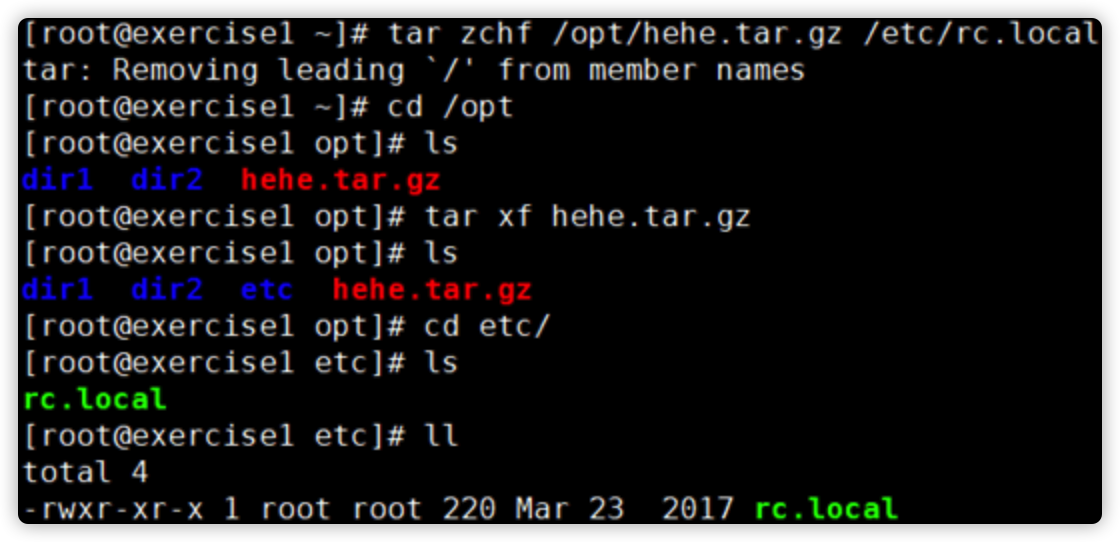 [root@exercise1 ~]# tar zchf /opt/hehe.tar.gz /etc/rc.local
tar: Removing leading `/' from member names
[root@exercise1 ~]# cd /opt
[root@exercise1 opt]# ls
dir1  dir2  hehe.tar.gz
[root@exercise1 opt]# tar xf hehe.tar.gz
[root@exercise1 opt]# ls
dir1  dir2  etc  hehe.tar.gz
[root@exercise1 opt]# cd etc/
[root@exercise1 etc]# ls
rc.local
[root@exercise1 etc]# ll
total 4
-rwxr-xr-x 1 root root 220 Mar 23  2017 rc.local